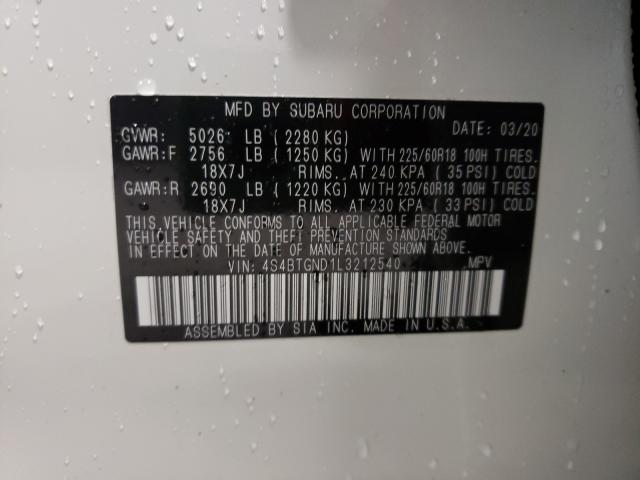 MFD BY SUBARU CORPORATION
GVWR: 5026 LB (2280 KG) DATE: 03/20
GAWR:F 2756 LB (1250 KG) WITH 225/60R18 100H TIRES.
18X7J RIMS. AT 240 KPA (35 PSI) COLD
GAWR:R 2690 LB (1220 KG) WITH 225/60R18 100H TIRES.
18X7J RIMS. AT 230 KPA (33 PSI) COLD
THIS VEHICLE CONFORMS TO ALL APPLICABLE FEDERAL MOTOR
VEHICLE SAFETY AND THEFT PREVENTION STANDARDS
IN EFFECT ON THE DATE OF MANUFACTURE SHOWN ABOVE.
VIN: 4S4BTGND1L3212540 MPV
ASSEMBLED BY SIA INC. MADE IN U.S.A.